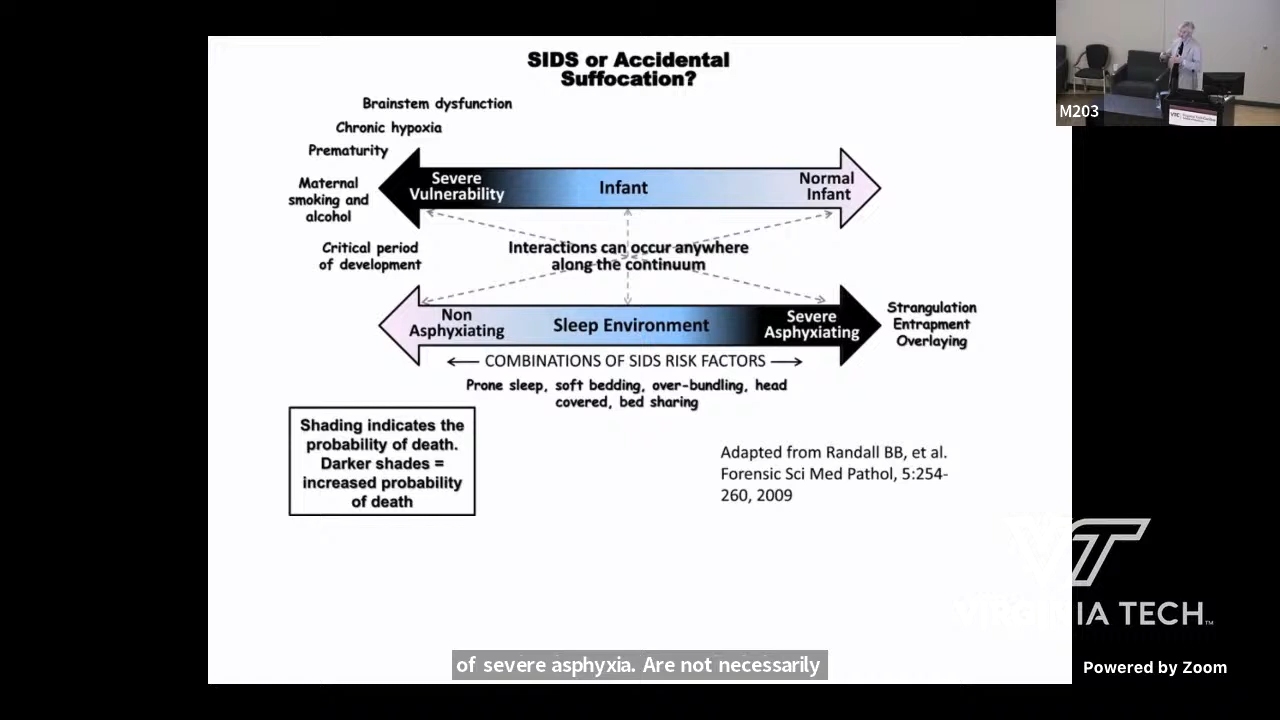 SIDS or Accidental
Suffocation?
Brainstem dysfunction
Chronic hypoxia
Prematurity
Maternal
smoking and
alcohol
Critical period
of development
Severe
Vulnerability
Infant
Normal
Infant
Interactions can occur anywhere
along the continuum
Non
Asphyxiating
Sleep Environment
Severe
Asphyxiating
Strangulation
Entrapment
Overlaying
COMBINATIONS OF SIDS RISK FACTORS
Prone sleep, soft bedding, over-bundling, head
covered, bed sharing
Shading indicates the
probability of death.
Darker shades =
increased probability
of death
Adapted from Randall BB, et al.
Forensic Sci Med Pathol, 5:254-
260, 2009
M203
VTC
VT
VIRGINIA TECH™
of severe asphyxia. Are not necessarily
Powered by Zoom